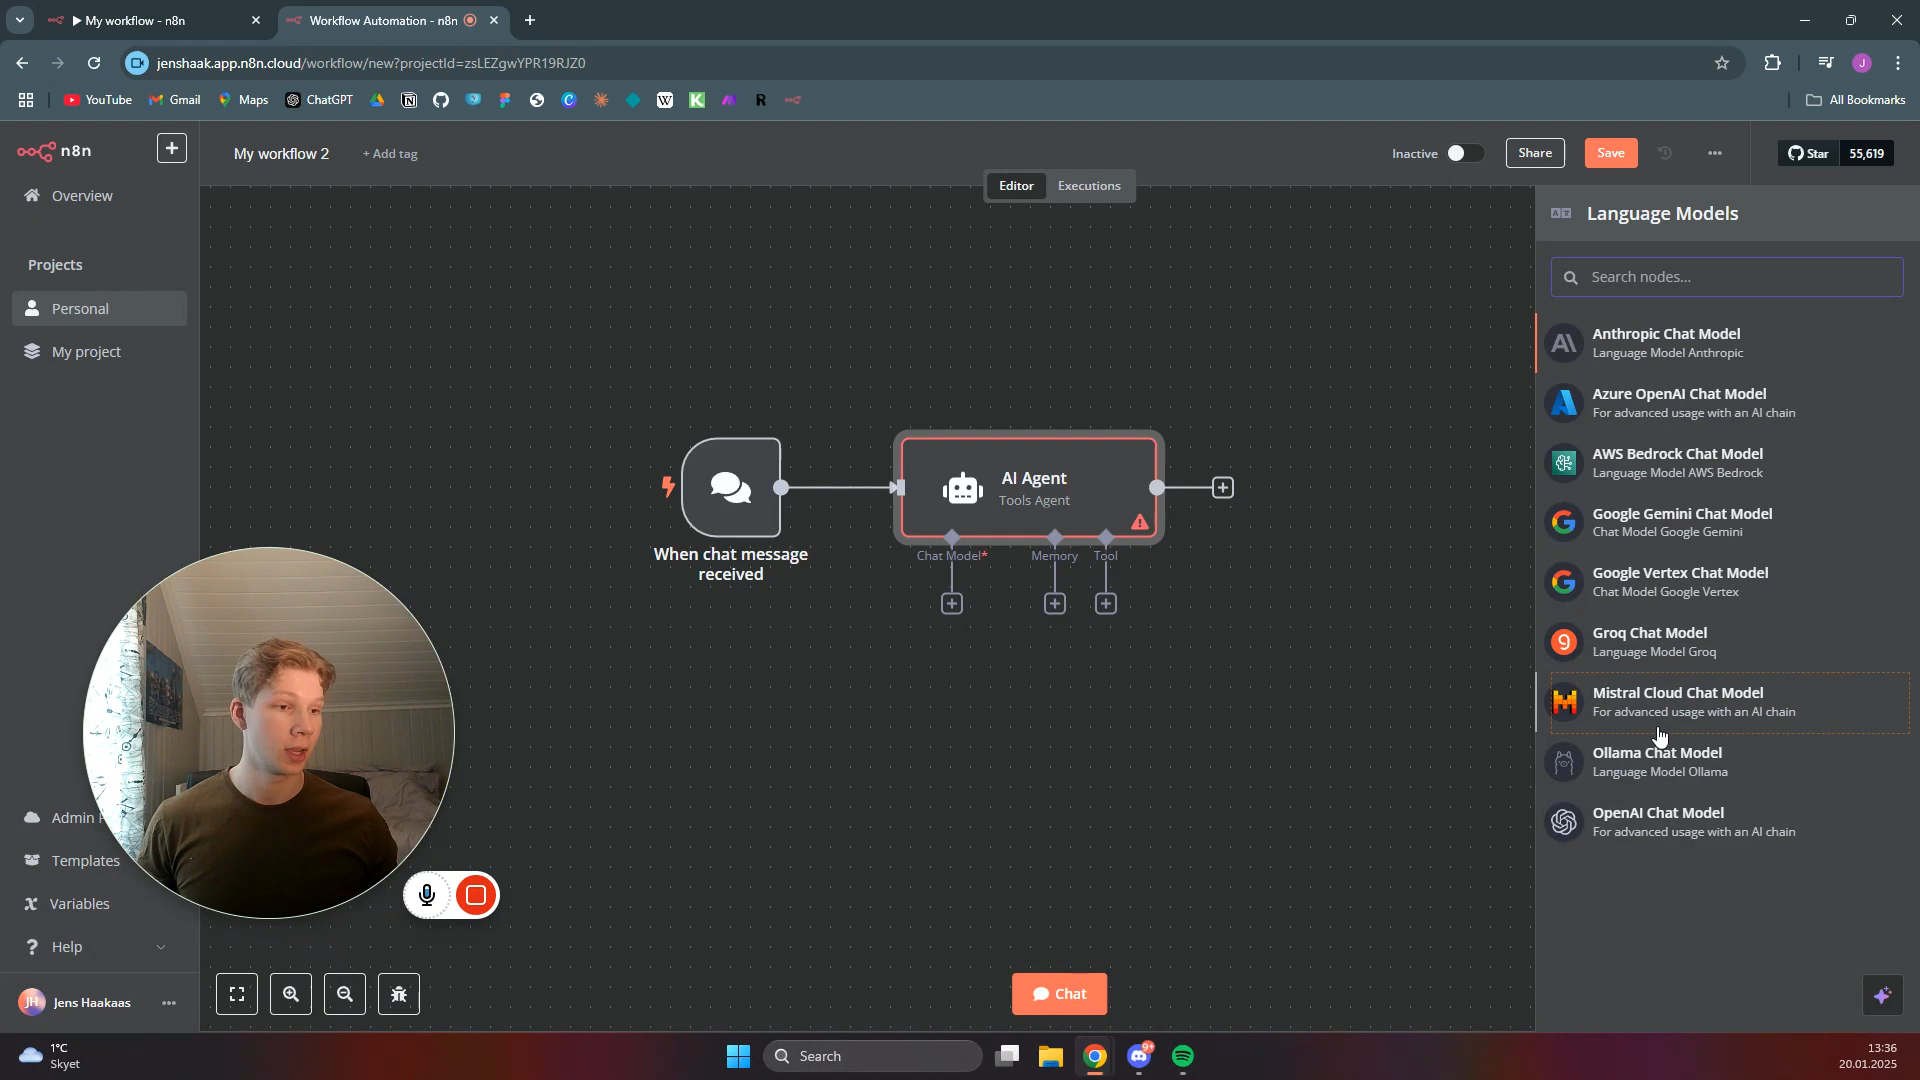 My workflow - n8n
Workflow Automation - n8n
jenshaak.app.n8n.cloud/workflow/new?projectId=zsLEZgwYPR19RJZ0
YouTube
Gmail
Maps
ChatGPT
All Bookmarks
n8n
My workflow 2
+ Add tag
Inactive
Share
Save
Star
55,619
Editor
Executions
Overview
Projects
Personal
My project
Admin
Templates
Variables
Help
JH
Jens Haakaas
When chat message
received
AI Agent
Tools Agent
Chat Model*
Memory
Tool
Chat
Language Models
Search nodes...
Anthropic Chat Model
Language Model Anthropic
Azure OpenAI Chat Model
For advanced usage with an AI chain
AWS Bedrock Chat Model
Language Model AWS Bedrock
Google Gemini Chat Model
Chat Model Google Gemini
Google Vertex Chat Model
Chat Model Google Vertex
Groq Chat Model
Language Model Groq
Mistral Cloud Chat Model
For advanced usage with an AI chain
Ollama Chat Model
Language Model Ollama
OpenAI Chat Model
For advanced usage with an AI chain
1°C
Skyet
Search
9+
13:36
20.01.2025